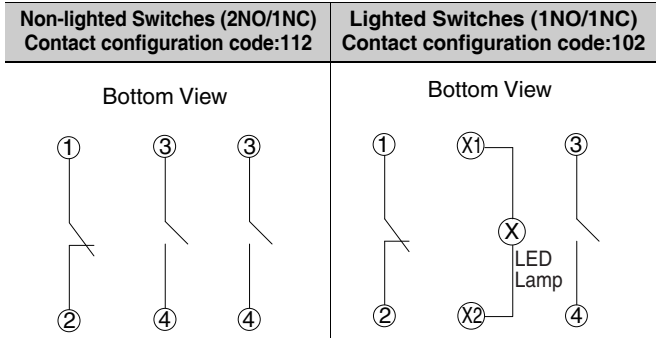 Non-lighted Switches (2NO/1NC)
Contact configuration code:112
Lighted Switches (1NO/1NC)
Contact configuration code:102
Bottom View
Bottom View
1 3 3
1 X1 3
X
LED
Lamp
2 4 4
2 X2 4